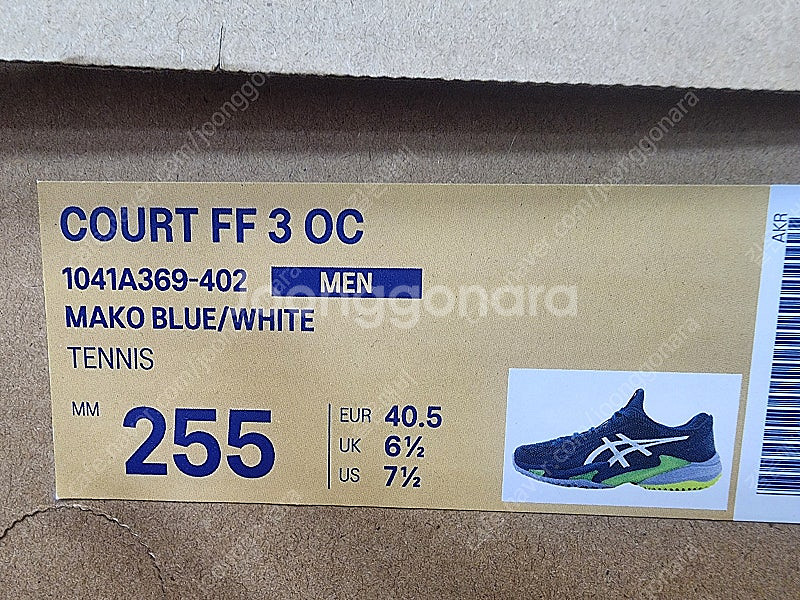 COURT FF 3 OC
1041A369-402 MEN
MAKO BLUE/WHITE
TENNIS
MM 255
EUR 40.5
UK 6½
US 7½
AKR
joonggonara